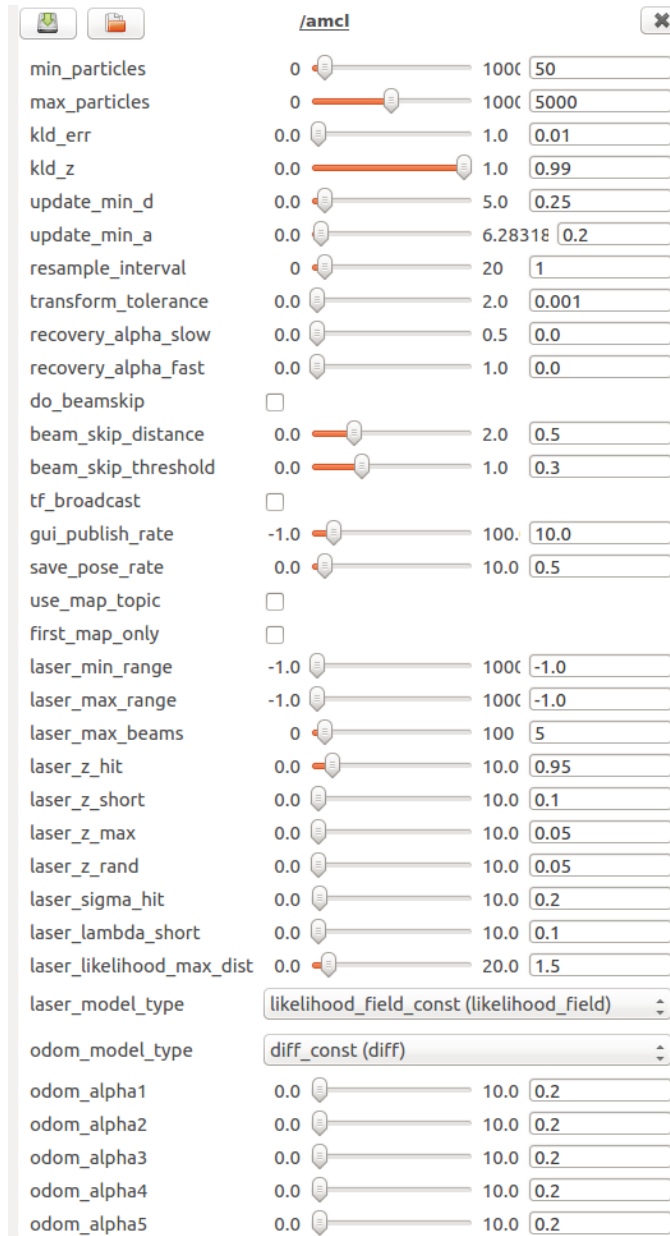 /amcl
min_particles 0 100( 50
max_particles 0 100( 5000
kld_err 0.0 1.0 0.01
kld_z 0.0 1.0 0.99
update_min_d 0.0 5.0 0.25
update_min_a 0.0 6.28318 0.2
resample_interval 0 20 1
transform_tolerance 0.0 2.0 0.001
recovery_alpha_slow 0.0 0.5 0.0
recovery_alpha_fast 0.0 1.0 0.0
do_beamskip
beam_skip_distance 0.0 2.0 0.5
beam_skip_threshold 0.0 1.0 0.3
tf_broadcast
gui_publish_rate -1.0 100. 10.0
save_pose_rate 0.0 10.0 0.5
use_map_topic
first_map_only
laser_min_range -1.0 100( -1.0
laser_max_range -1.0 100( -1.0
laser_max_beams 0 100 5
laser_z_hit 0.0 10.0 0.95
laser_z_short 0.0 10.0 0.1
laser_z_max 0.0 10.0 0.05
laser_z_rand 0.0 10.0 0.05
laser_sigma_hit 0.0 10.0 0.2
laser_lambda_short 0.0 10.0 0.1
laser_likelihood_max_dist 0.0 20.0 1.5
laser_model_type likelihood_field_const (likelihood_field)
odom_model_type diff_const (diff)
odom_alpha1 0.0 10.0 0.2
odom_alpha2 0.0 10.0 0.2
odom_alpha3 0.0 10.0 0.2
odom_alpha4 0.0 10.0 0.2
odom_alpha5 0.0 10.0 0.2